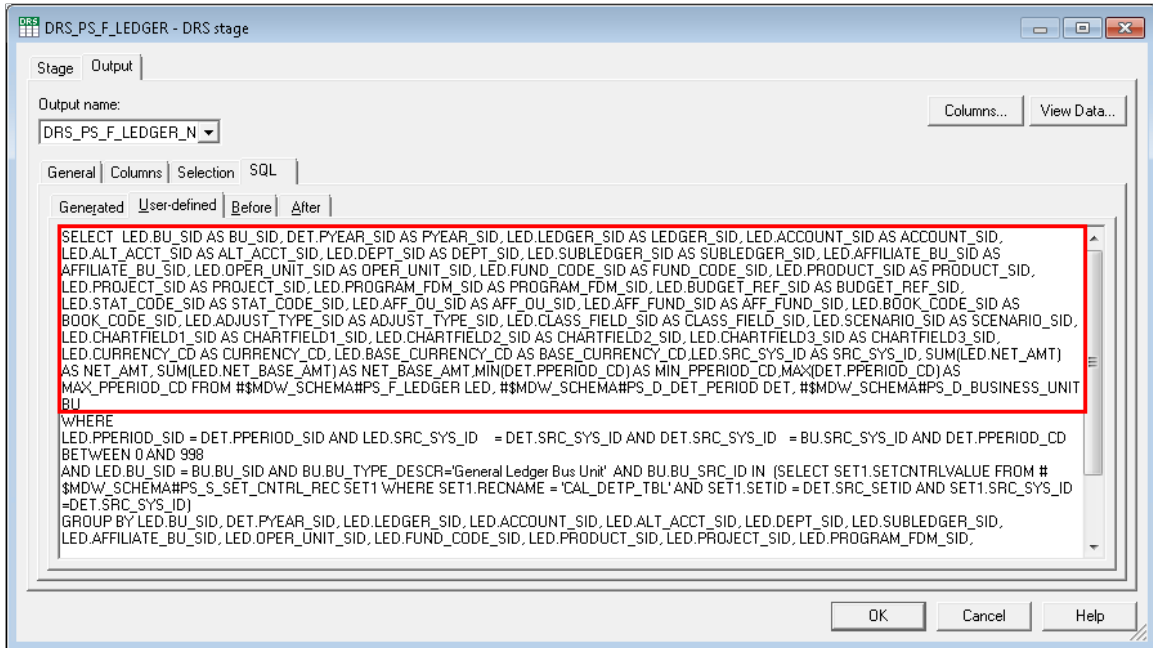 DRS
DRS_PS_F_LEDGER - DRS stage
Stage Output
Output name:
Columns... View Data...
DRS_PS_F_LEDGER_N
General Columns Selection SQL
Generated User-defined Before After
SELECT LED.BU_SID AS BU_SID, DET.PYEAR_SID AS PYEAR_SID, LED.LEDGER_SID AS LEDGER_SID, LED.ACCOUNT_SID AS ACCOUNT_SID,
LED.ALT_ACCT_SID AS ALT_ACCT_SID, LED.DEPT_SID AS DEPT_SID, LED.SUBLEDGER_SID AS SUBLEDGER_SID, LED.AFFILIATE_BU_SID AS
AFFILIATE_BU_SID, LED.OPER_UNIT_SID AS OPER_UNIT_SID, LED.FUND_CODE_SID AS FUND_CODE_SID, LED.PRODUCT_SID AS PRODUCT_SID,
LED.PROJECT_SID AS PROJECT_SID, LED.PROGRAM_FDM_SID AS PROGRAM_FDM_SID, LED.BUDGET_REF_SID AS BUDGET_REF_SID,
LED.STAT_CODE_SID AS STAT_CODE_SID, LED.AFF_OU_SID AS AFF_OU_SID, LED.AFF_FUND_SID AS AFF_FUND_SID, LED.BOOK_CODE_SID AS
BOOK_CODE_SID, LED.ADJUST_TYPE_SID AS ADJUST_TYPE_SID, LED.CLASS_FIELD_SID AS CLASS_FIELD_SID, LED.SCENARIO_SID AS SCENARIO_SID,
LED.CHARTFIELD1_SID AS CHARTFIELD1_SID, LED.CHARTFIELD2_SID AS CHARTFIELD2_SID, LED.CHARTFIELD3_SID AS CHARTFIELD3_SID,
LED.CURRENCY_CD AS CURRENCY_CD, LED.BASE_CURRENCY_CD AS BASE_CURRENCY_CD,LED.SRC_SYS_ID AS SRC_SYS_ID, SUM(LED.NET_AMT)
AS NET_AMT, SUM(LED.NET_BASE_AMT) AS NET_BASE_AMT,MIN(DET.PPERIOD_CD) AS MIN_PPERIOD_CD,MAX(DET.PPERIOD_CD) AS
MAX_PPERIOD_CD FROM #$MDW_SCHEMA#PS_F_LEDGER LED, #$MDW_SCHEMA#PS_D_DET_PERIOD DET, #$MDW_SCHEMA#PS_D_BUSINESS_UNIT
BU
WHERE
LED.PPERIOD_SID = DET.PPERIOD_SID AND LED.SRC_SYS_ID = DET.SRC_SYS_ID AND DET.SRC_SYS_ID = BU.SRC_SYS_ID AND DET.PPERIOD_CD
BETWEEN 0 AND 998
AND LED.BU_SID = BU.BU_SID AND BU.BU_TYPE_DESCR='General Ledger Bus Unit' AND BU.BU_SRC_ID IN (SELECT SET1.SETCNTRLVALUE FROM #
$MDW_SCHEMA#PS_S_SET_CNTRL_REC SET1 WHERE SET1.RECNAME = 'CAL_DETP_TBL' AND SET1.SETID = DET.SRC_SETID AND SET1.SRC_SYS_ID
=DET.SRC_SYS_ID)
GROUP BY LED.BU_SID, DET.PYEAR_SID, LED.LEDGER_SID, LED.ACCOUNT_SID, LED.ALT_ACCT_SID, LED.DEPT_SID, LED.SUBLEDGER_SID,
LED.AFFILIATE_BU_SID, LED.OPER_UNIT_SID, LED.FUND_CODE_SID, LED.PRODUCT_SID, LED.PROJECT_SID, LED.PROGRAM_FDM_SID,
OK Cancel Help